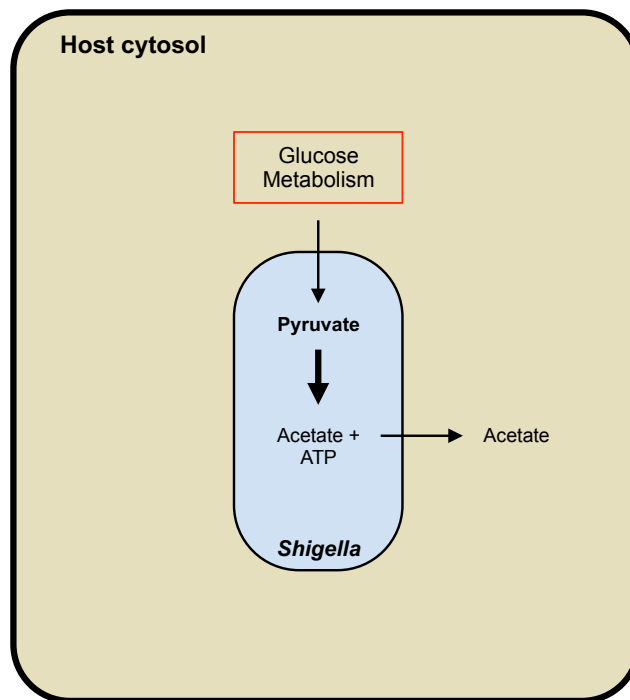 Host cytosol
Glucose
Metabolism
Pyruvate
Acetate +
ATP
Acetate
Shigella